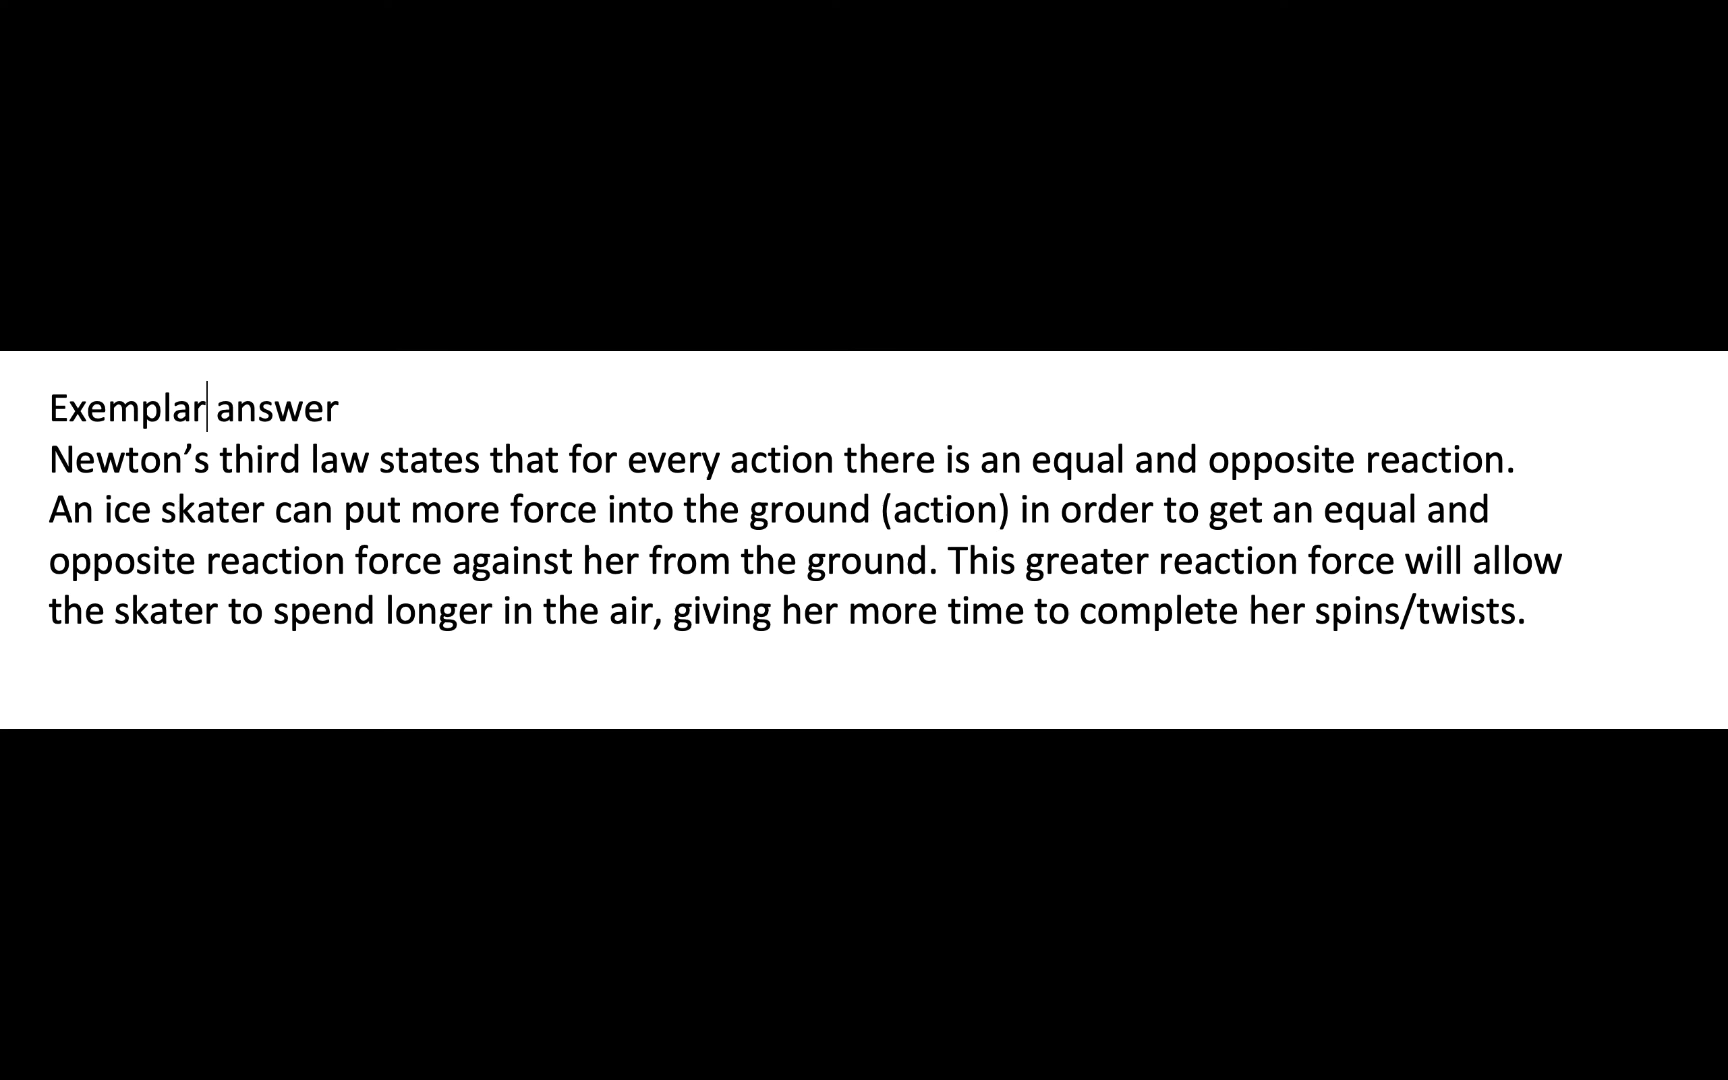 Exemplar answer
Newton’s third law states that for every action there is an equal and opposite reaction.
An ice skater can put more force into the ground (action) in order to get an equal and
opposite reaction force against her from the ground. This greater reaction force will allow
the skater to spend longer in the air, giving her more time to complete her spins/twists.